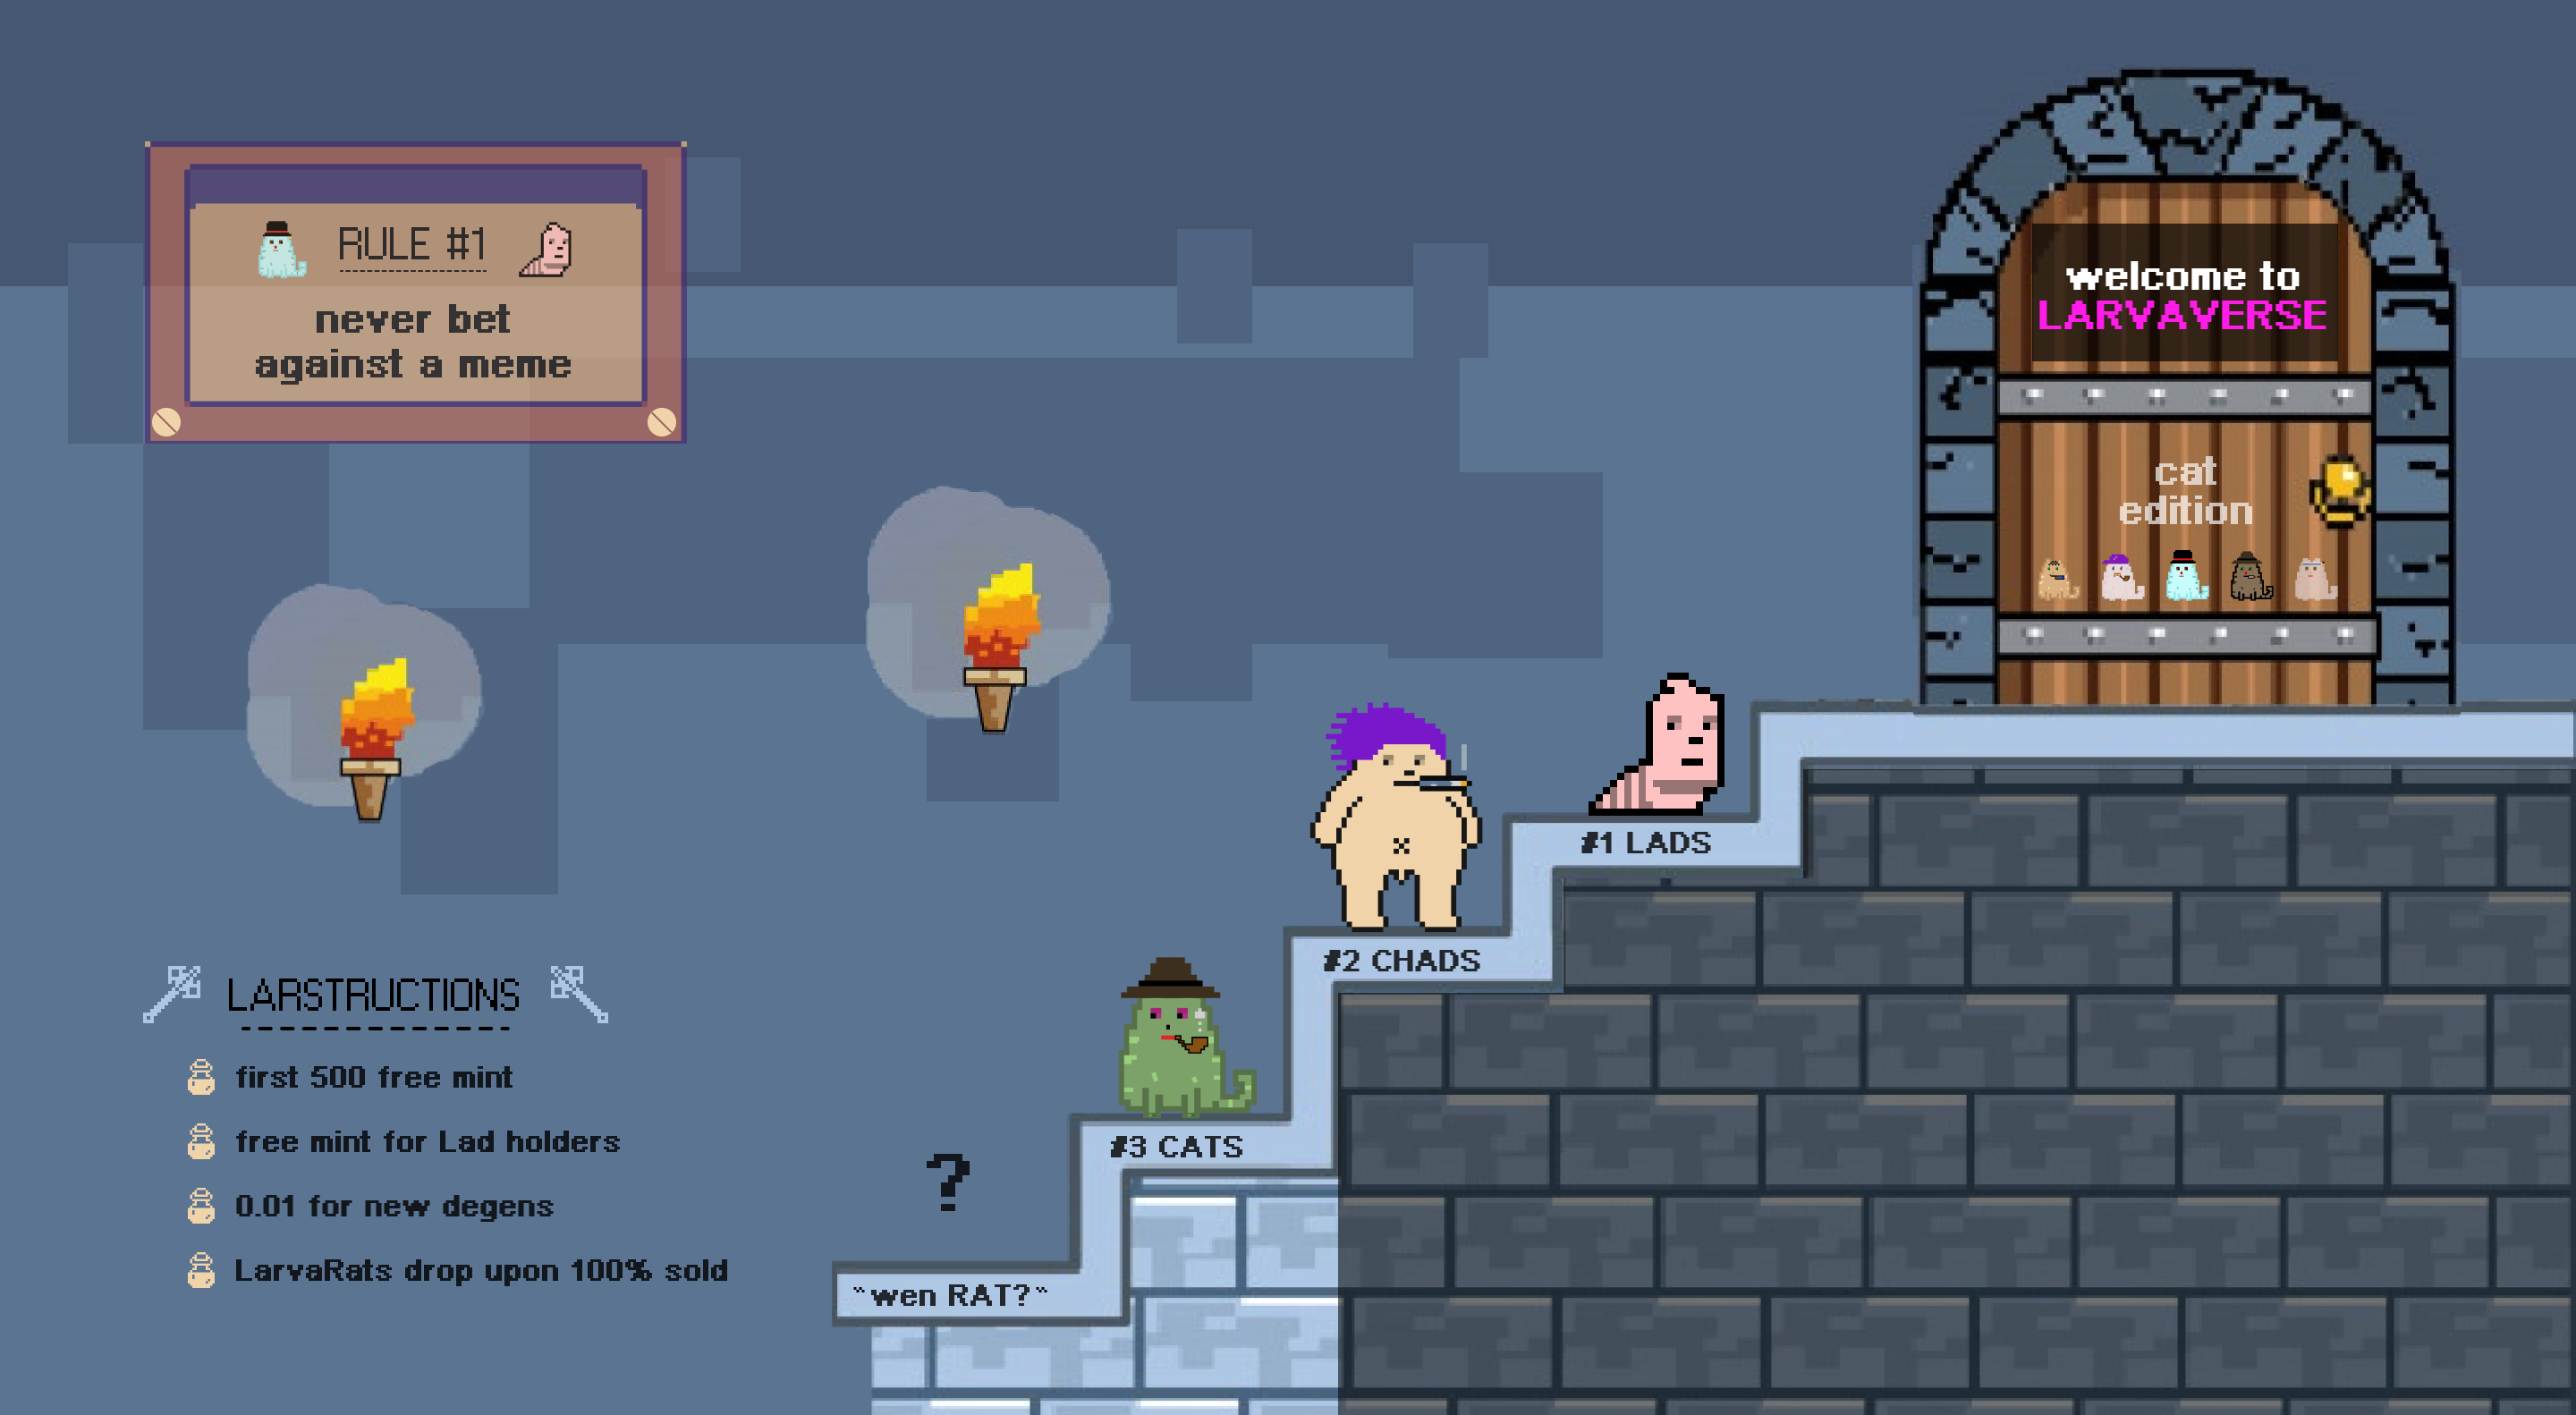 RULE #1
never bet
against a meme
welcome to
LARVAVERSE
cat
edition
#1 LADS
#2 CHADS
#3 CATS
?
"wen RAT?"
LARSTRUCTIONS
first 500 free mint
free mint for Lad holders
0.01 for new degens
LarvaRats drop upon 100% sold